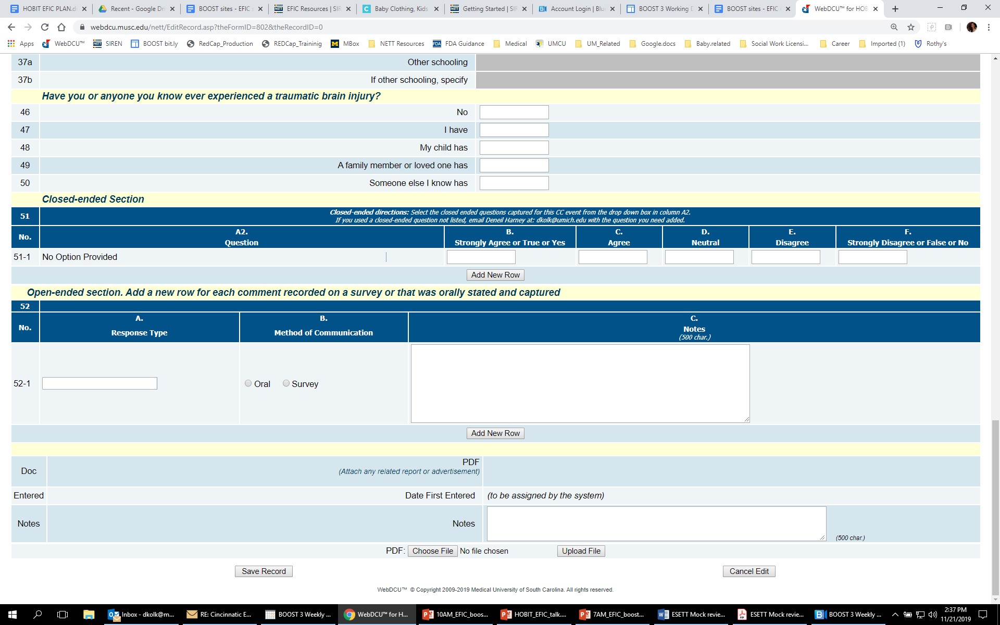 HOBIT EFIC PLAN.d
Recent - Google Dri
BOOST sites - EFIC s
EFIC Resources | SIR
Baby Clothing, Kids
Getting Started | SIR
Account Login | Blu
BOOST 3 Working D
BOOST sites - EFIC
WebDCU™ for HOB
webdcu.musc.edu/nett/EditRecord.asp?theFormID=802&theRecordID=0
Apps
WebDCU™
SIREN
BOOST bit.ly
RedCap_Production
REDCap_Traininig
MBox
NETT Resources
FDA Guidance
Medical
UMCU
UM_Related
Google.docs
Baby.related
Social Work Licensi...
Career
Imported (1)
Rothy's
37a Other schooling
37b If other schooling, specify
Have you or anyone you know ever experienced a traumatic brain injury?
46 No
47 I have
48 My child has
49 A family member or loved one has
50 Someone else I know has
Closed-ended Section
51 Closed-ended directions: Select the closed ended questions captured for this CC event from the drop down box in column A2.
If you used a closed-ended question not listed, email Deneil Harney at: dkolk@umich.edu with the question you need added.
No.
A2. Question
B. Strongly Agree or True or Yes
C. Agree
D. Neutral
E. Disagree
F. Strongly Disagree or False or No
51-1 No Option Provided
Add New Row
Open-ended section. Add a new row for each comment recorded on a survey or that was orally stated and captured
52
No.
A. Response Type
B. Method of Communication
C. Notes
(500 char.)
52-1 Oral Survey
Add New Row
Doc PDF
(Attach any related report or advertisement)
Entered Date First Entered (to be assigned by the system)
Notes Notes (500 char.)
PDF: Choose File No file chosen Upload File
Save Record Cancel Edit
WebDCU™ © Copyright 2009-2019 Medical University of South Carolina. All rights reserved.
Inbox - dkolk@m...
RE: Cincinnatic E...
BOOST 3 Weekly ...
WebDCU™ for H...
10AM_EFIC_boos...
HOBIT_EFIC_talk....
7AM_EFIC_boost...
ESETT Mock revie...
ESETT Mock revie...
BOOST 3 Weekly ...
2:37 PM
11/21/2019